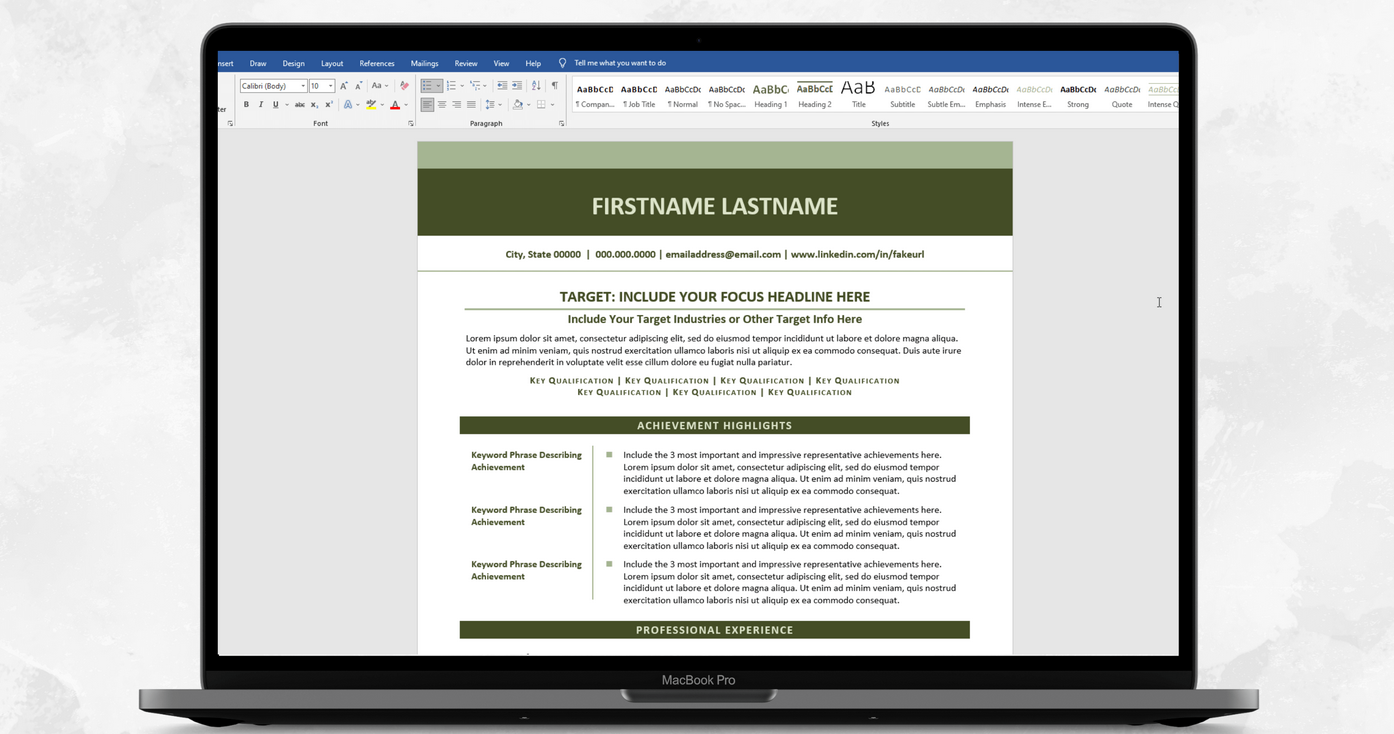 nsert Draw Design Layout References Mailings Review View Help Tell me what you want to do
Calibri (Body) 10 Aa
B I U abc x₂ x² A A
Font Paragraph Styles
AaBbCcD AaBbCcDc AaBbCcDc AaBbCcDc AaBbC AaBbCcD AaB AaBbCcD AaBbCcDc AaBbCcDc AaBbCcDc AaBbCcDc AaBbCcDc AaBbCcDc
¶ Compan... ¶ Job Title ¶ Normal ¶ No Spac... Heading 1 Heading 2 Title Subtitle Subtle Em... Emphasis Intense E... Strong Quote Intense Q
FIRSTNAME LASTNAME
City, State 00000 | 000.000.0000 | emailaddress@email.com | www.linkedin.com/in/fakeurl
TARGET: INCLUDE YOUR FOCUS HEADLINE HERE
Include Your Target Industries or Other Target Info Here
Lorem ipsum dolor sit amet, consectetur adipiscing elit, sed do eiusmod tempor incididunt ut labore et dolore magna aliqua.
Ut enim ad minim veniam, quis nostrud exercitation ullamco laboris nisi ut aliquip ex ea commodo consequat. Duis aute irure
dolor in reprehenderit in voluptate velit esse cillum dolore eu fugiat nulla pariatur.
Key Qualification | Key Qualification | Key Qualification | Key Qualification
Key Qualification | Key Qualification | Key Qualification
ACHIEVEMENT HIGHLIGHTS
Keyword Phrase Describing
Achievement
Include the 3 most important and impressive representative achievements here.
Lorem ipsum dolor sit amet, consectetur adipiscing elit, sed do eiusmod tempor
incididunt ut labore et dolore magna aliqua. Ut enim ad minim veniam, quis nostrud
exercitation ullamco laboris nisi ut aliquip ex ea commodo consequat.
Keyword Phrase Describing
Achievement
Include the 3 most important and impressive representative achievements here.
Lorem ipsum dolor sit amet, consectetur adipiscing elit, sed do eiusmod tempor
incididunt ut labore et dolore magna aliqua. Ut enim ad minim veniam, quis nostrud
exercitation ullamco laboris nisi ut aliquip ex ea commodo consequat.
Keyword Phrase Describing
Achievement
Include the 3 most important and impressive representative achievements here.
Lorem ipsum dolor sit amet, consectetur adipiscing elit, sed do eiusmod tempor
incididunt ut labore et dolore magna aliqua. Ut enim ad minim veniam, quis nostrud
exercitation ullamco laboris nisi ut aliquip ex ea commodo consequat.
PROFESSIONAL EXPERIENCE
MacBook Pro